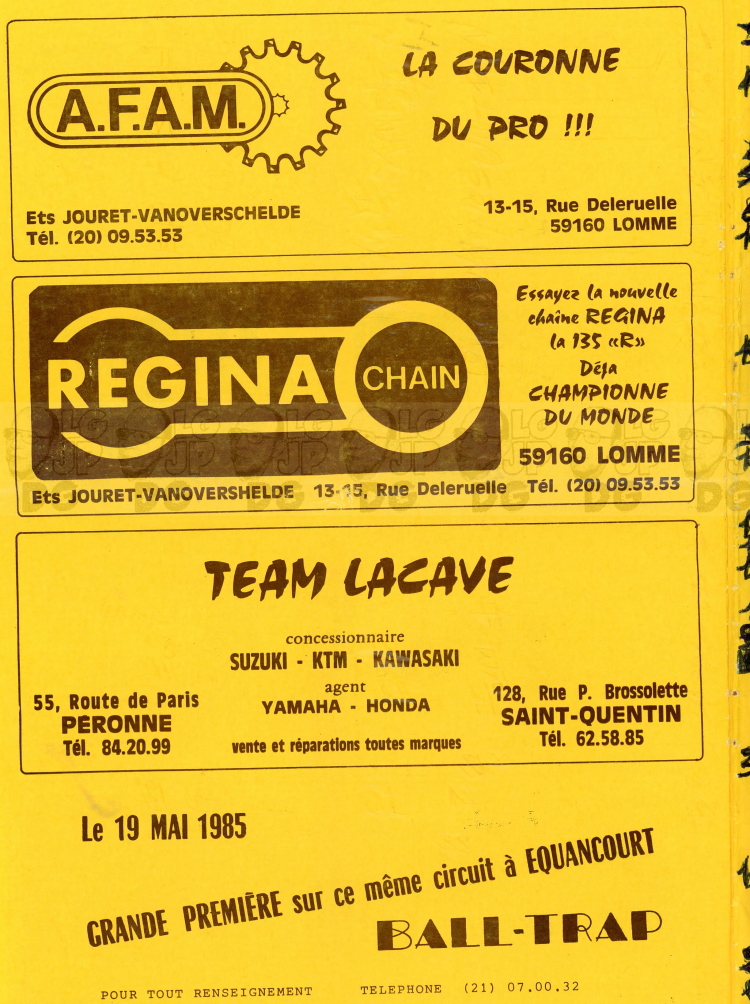 A.F.A.M.
LA COURONNE
DU PRO !!!
Ets JOURET-VANOVERSCHELDE
Tél. (20) 09.53.53
13-15, Rue Deleruelle
59160 LOMME
REGINA CHAIN
Essayez la nouvelle
chaîne REGINA
la 135 «R»
Déja
CHAMPIONNE
DU MONDE
59160 LOMME
Ets JOURET-VANOVERSHELDE 13-15, Rue Deleruelle Tél. (20) 09.53.53
TEAM LACAVE
concessionnaire
SUZUKI - KTM - KAWASAKI
agent
YAMAHA - HONDA
vente et réparations toutes marques
55, Route de Paris
PÉRONNE
Tél. 84.20.99
128, Rue P. Brossolette
SAINT-QUENTIN
Tél. 62.58.85
Le 19 MAI 1985
GRANDE PREMIÈRE sur ce même circuit à EQUANCOURT
BALL-TRAP
POUR TOUT RENSEIGNEMENT TELEPHONE (21) 07.00.32